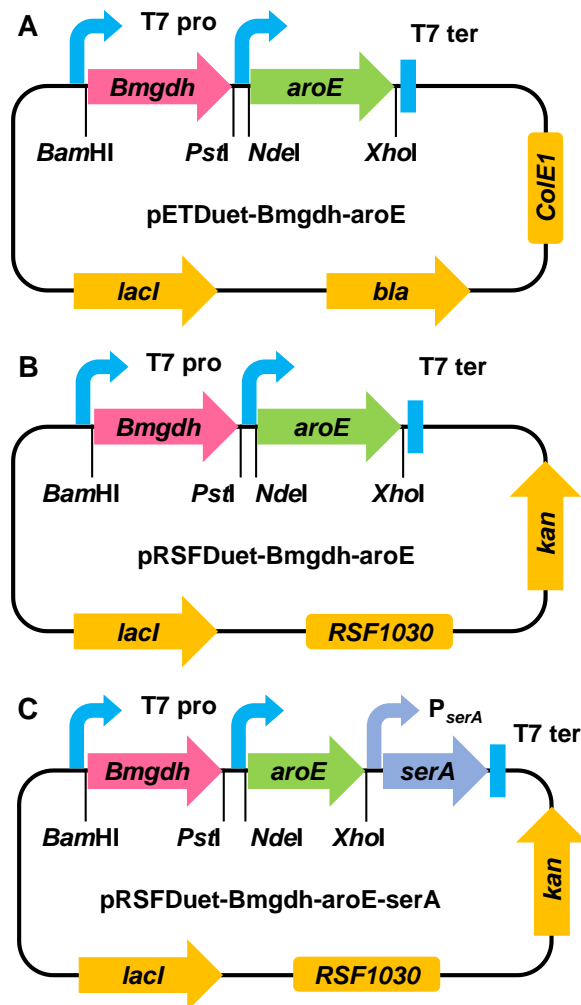 A
T7 pro
T7 ter
Bmgdh
aroE
BamHI
PstI
NdeI
XhoI
ColE1
pETDuet-Bmgdh-aroE
lacI
bla
B
T7 pro
T7 ter
Bmgdh
aroE
BamHI
PstI
NdeI
XhoI
kan
pRSFDuet-Bmgdh-aroE
lacI
RSF1030
C
T7 pro
PserA
T7 ter
Bmgdh
aroE
serA
BamHI
PstI
NdeI
XhoI
kan
pRSFDuet-Bmgdh-aroE-serA
lacI
RSF1030